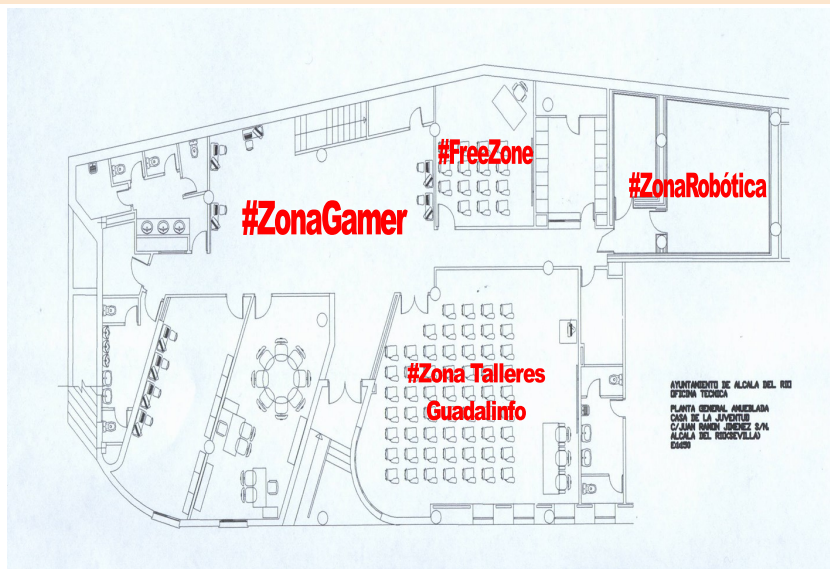 #FreeZone
#ZonaRobótica
#ZonaGamer
#Zona Talleres
Guadalinfo
AYUNTAMIENTO DE ALCALA DEL RIO
OFICINA TECNICA
PLANTA GENERAL AMUEBLADA
CASA DE LA JUVENTUD
C/JUAN RAMON JIMENEZ S/N.
ALCALA DEL RIO(SEVILLA)